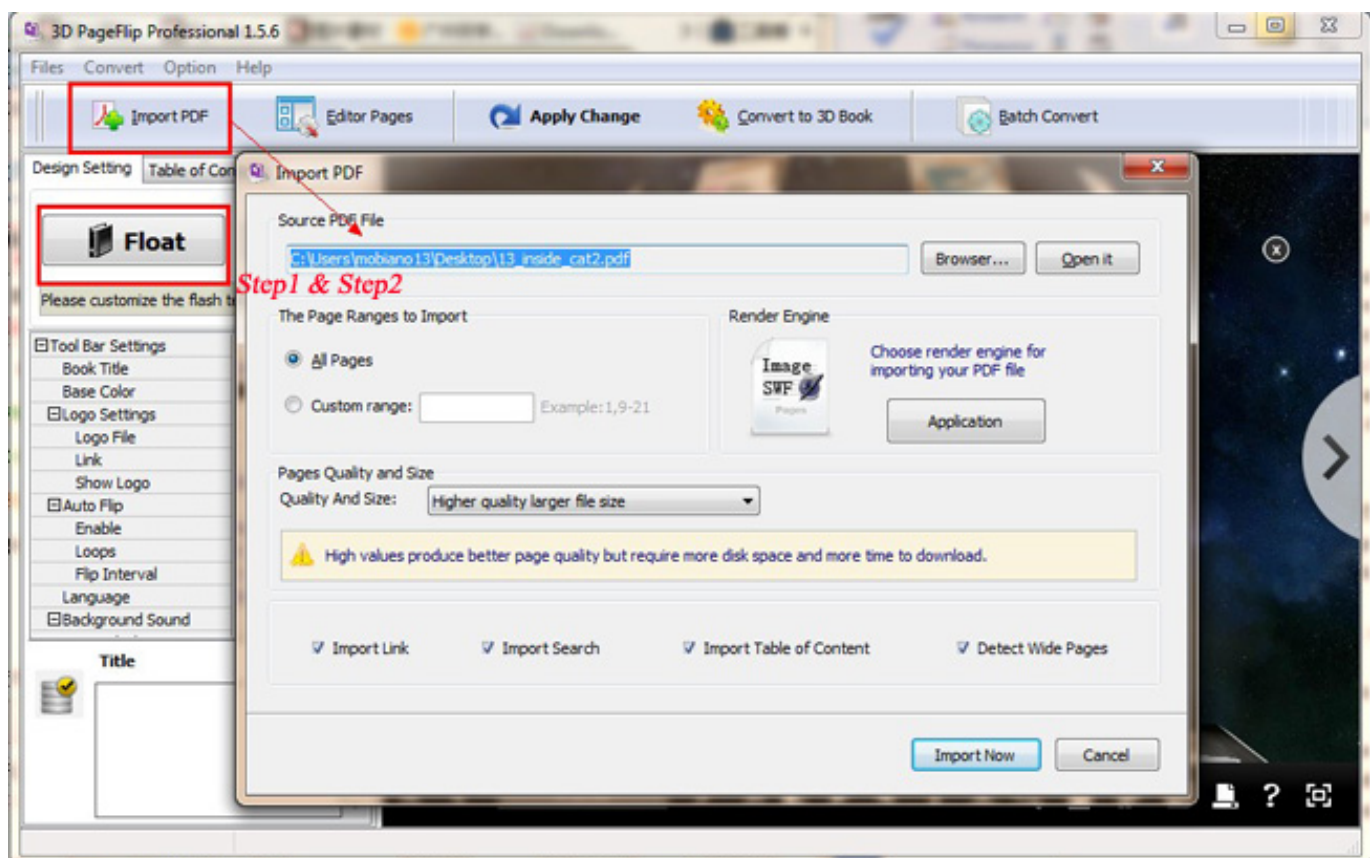 3D PageFlip Professional 1.5.6
Files Convert Option Help
Import PDF Editor Pages Apply Change Convert to 3D Book Batch Convert
Design Setting Table of Con
Import PDF
Float
Source PDF File
C:\Users\mobiano13\Desktop\13_inside_cat2.pdf Browser... Open it
Step1 & Step2
Please customize the flash te
The Page Ranges to Import Render Engine
All Pages
Custom range: Example:1,9-21
Image
SWF
Pages
Choose render engine for
importing your PDF file
Application
Tool Bar Settings
Book Title
Base Color
Logo Settings
Logo File
Link
Show Logo
Auto Flip
Enable
Loops
Flip Interval
Language
Background Sound
Pages Quality and Size
Quality And Size: Higher quality larger file size
High values produce better page quality but require more disk space and more time to download.
Import Link Import Search Import Table of Content Detect Wide Pages
Title
Import Now Cancel